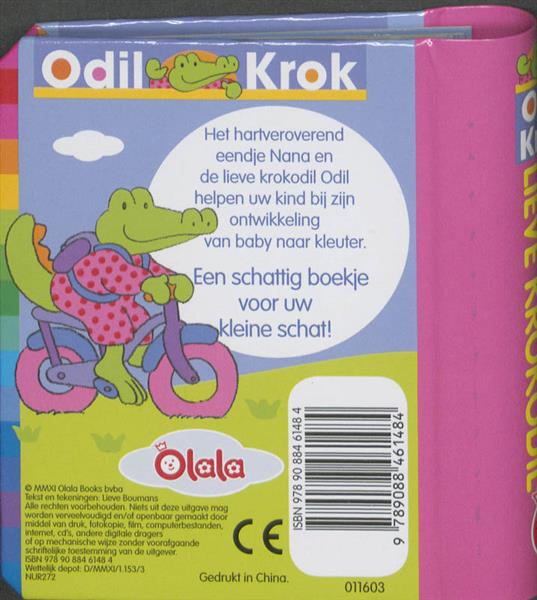 Odil Krok
Het hartveroverend
eendje Nana en
de lieve krokodil Odil
helpen uw kind bij zijn
ontwikkeling
van baby naar kleuter.
Een schattig boekje
voor uw
kleine schat!
Olala
© MMXI Olala Books bvba
Tekst en tekeningen: Lieve Boumans
Alle rechten voorbehouden. Niets uit deze uitgave mag
worden verveelvoudigd en/of openbaar gemaakt door
middel van druk, fotokopie, film, computerbestanden,
internet, cd's, andere digitale dragers
of op mechanische wijze zonder voorafgaande
schriftelijke toestemming van de uitgever.
ISBN 978 90 884 6148 4
Wettelijk depot: D/MMXI/1.153/3
NUR272
CE
Gedrukt in China.
ISBN 978 90 884 6148 4
9 789088 461484
011603
LIEVE KROKODIL